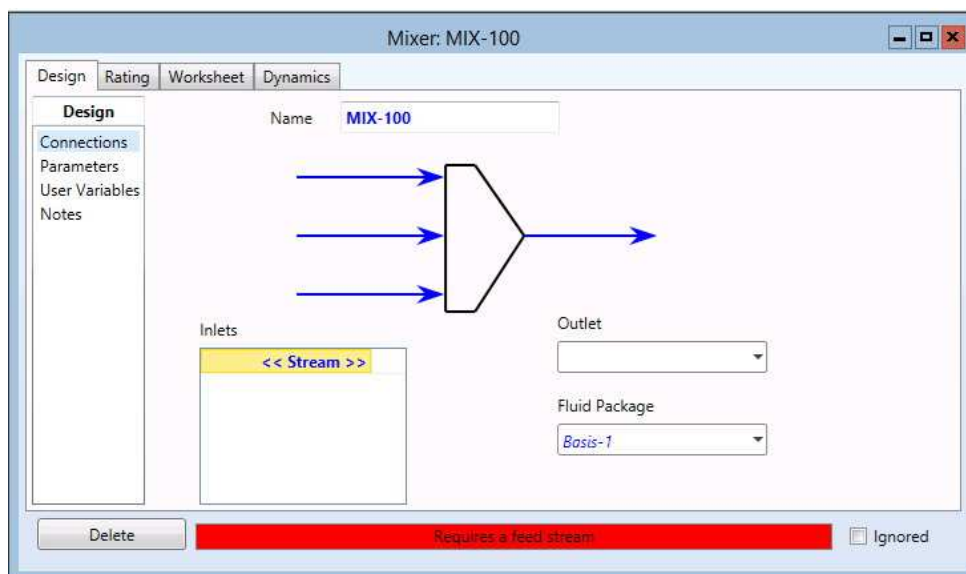 Mixer: MIX-100
Design Rating Worksheet Dynamics
Design
Connections
Parameters
User Variables
Notes
Name MIX-100
Inlets
<< Stream >>
Outlet
Fluid Package
Basis-1
Delete Requires a feed stream Ignored